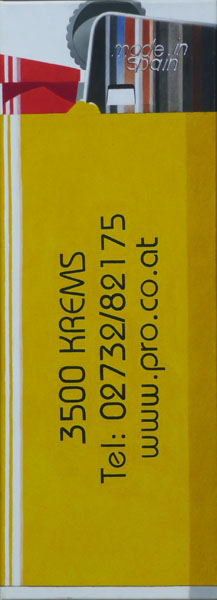 made in
spain
3500 KREMS
Tel: 02732/82175
www.pro.co.at